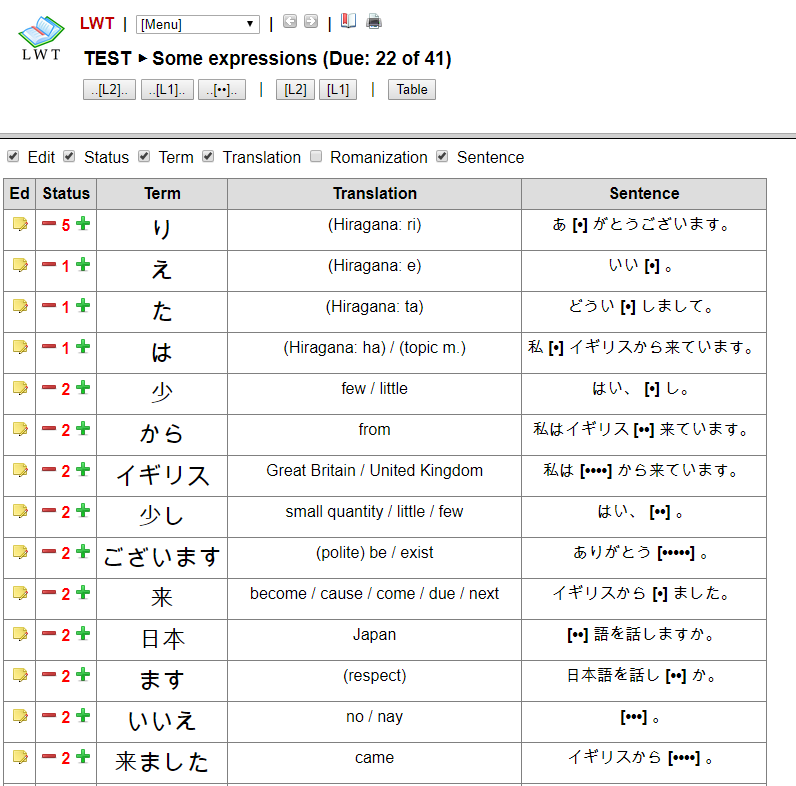 LWT
LWT | [Menu] | |
TEST ▸ Some expressions (Due: 22 of 41)
..[L2].. ..[L1].. ..[••].. | [L2] [L1] | Table
Edit Status Term Translation Romanization Sentence
Ed Status Term Translation Sentence
5 り (Hiragana: ri) あ [•] がとうございます。
1 え (Hiragana: e) いい [•] 。
1 た (Hiragana: ta) どうい [•] しまして。
1 は (Hiragana: ha) / (topic m.) 私 [•] イギリスから来ています。
2 少 few / little はい、 [•] し。
2 から from 私はイギリス [••] 来ています。
2 イギリス Great Britain / United Kingdom 私は [••••] から来ています。
2 少し small quantity / little / few はい、 [••] 。
2 ございます (polite) be / exist ありがとう [•••••] 。
2 来 become / cause / come / due / next イギリスから [•] ました。
2 日本 Japan [••] 語を話しますか。
2 ます (respect) 日本語を話し [••] か。
2 いいえ no / nay [•••] 。
2 来ました came イギリスから [••••] 。